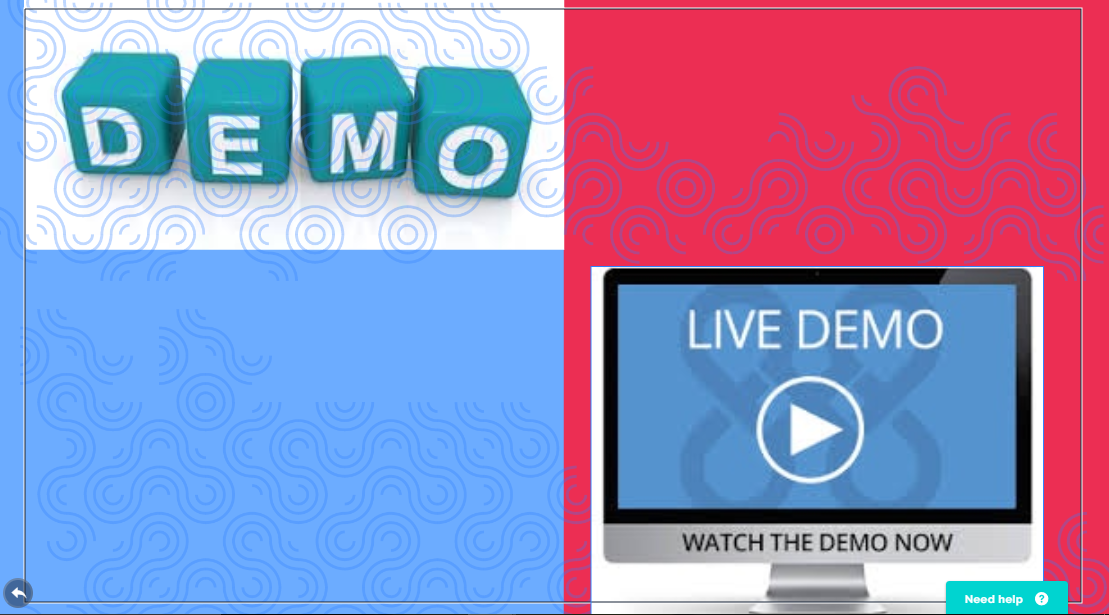 DEMO
LIVE DEMO
WATCH THE DEMO NOW
Need help ?